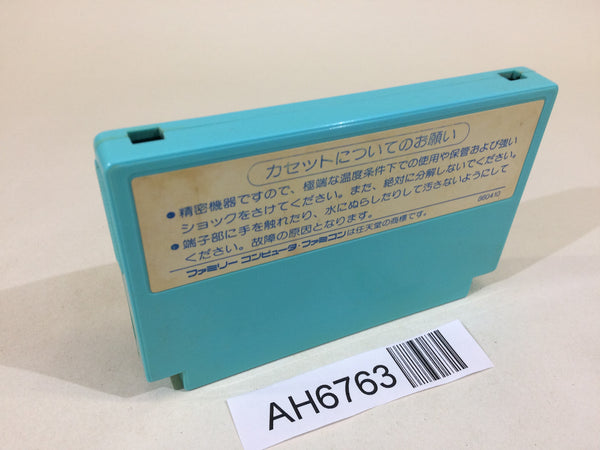 カセットについてのお願い
●精密機器ですので、極端な温度条件下での使用や保管および強い
ショックをさけてください。また、絶対に分解しないでください。
●端子部に手を触れたり、水にぬらしたりして汚さないようにして
ください。故障の原因となります。
ファミリー コンピュータ・ファミコンは任天堂の商標です。
AH6763